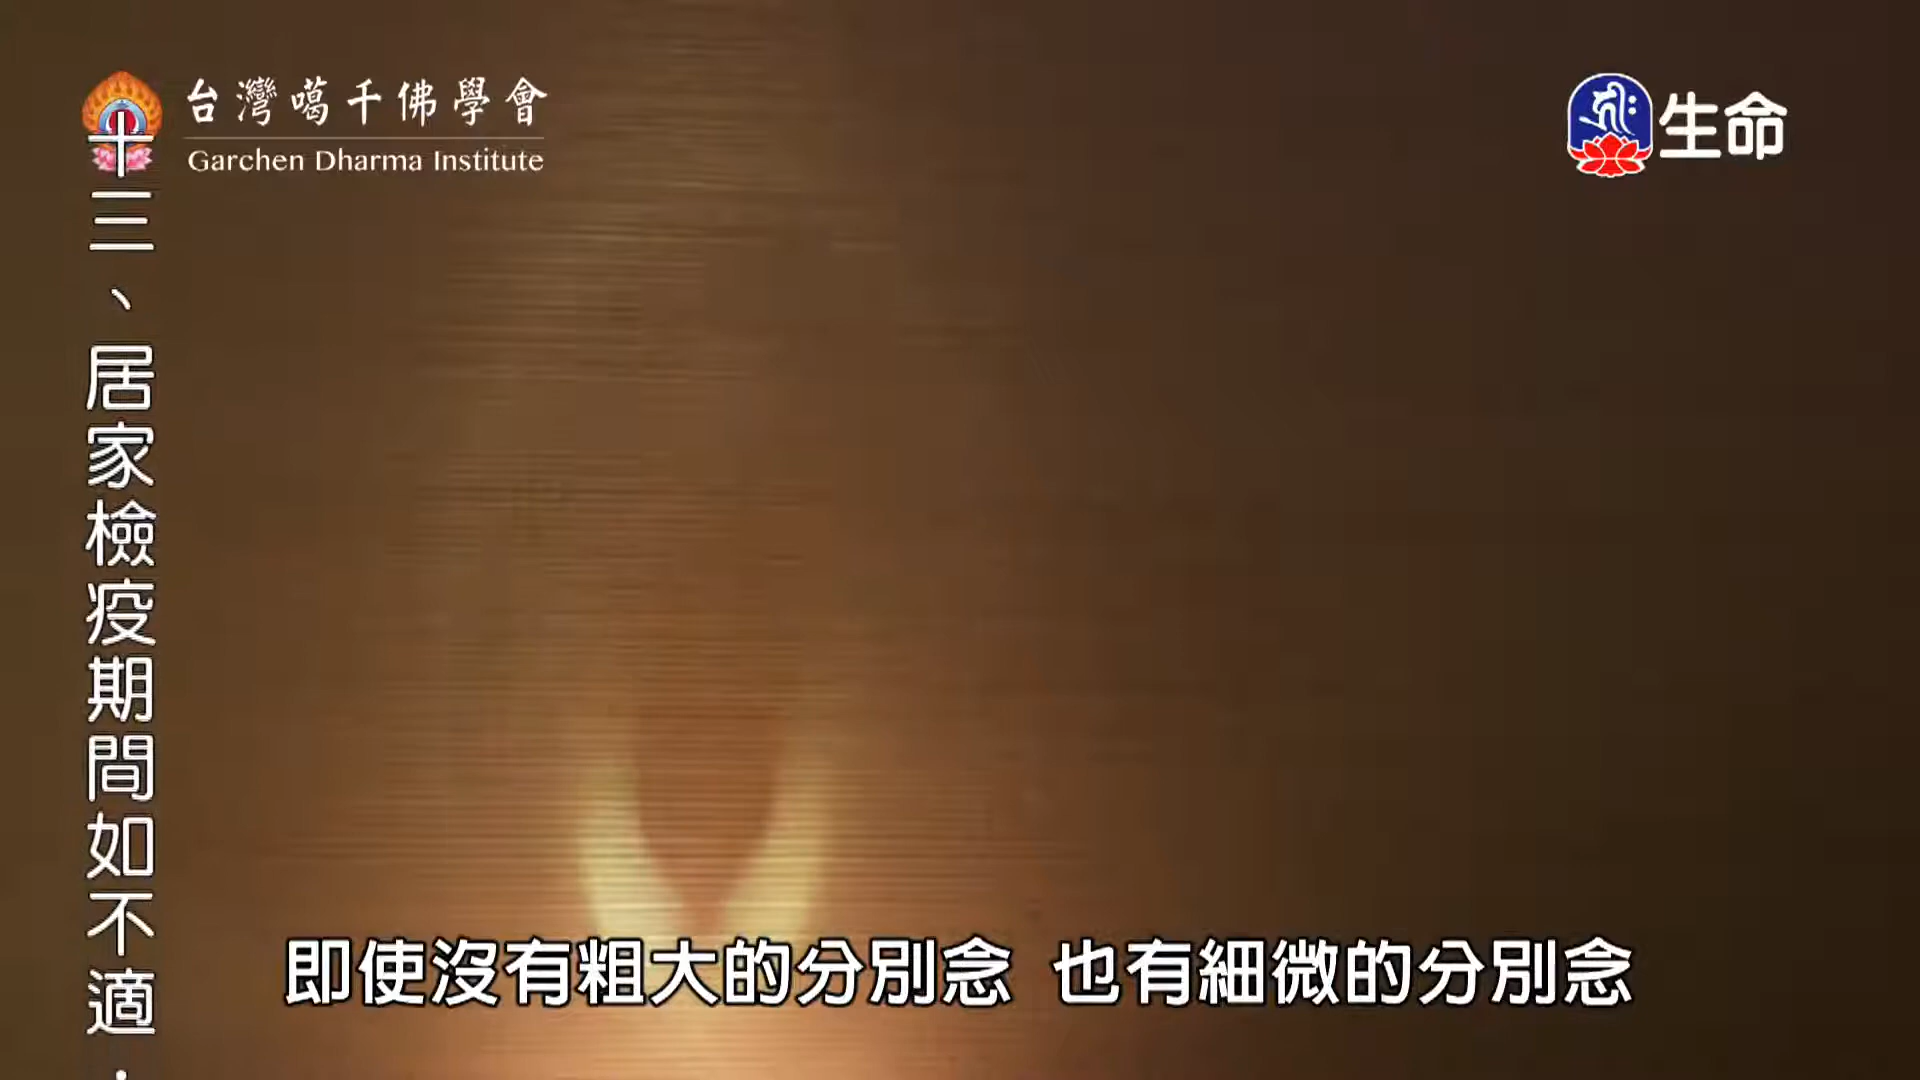 台灣噶千佛學會
Garchen Dharma Institute
生命
十三、居家檢疫期間如不適．
即使沒有粗大的分別念 也有細微的分別念